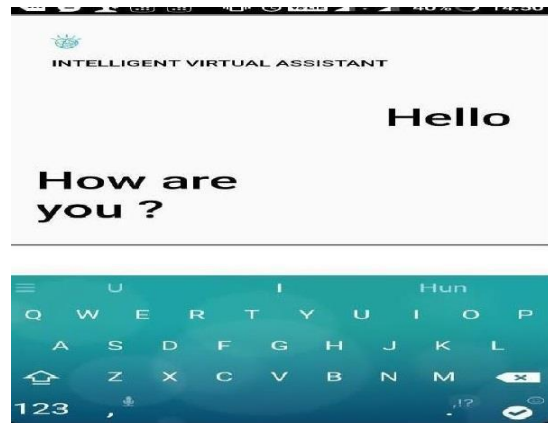 INTELLIGENT VIRTUAL ASSISTANT
Hello
How are
you ?
U I Hun
Q W E R T Y U I O P
A S D F G H J K L
Z X C V B N M
123 , .,!?